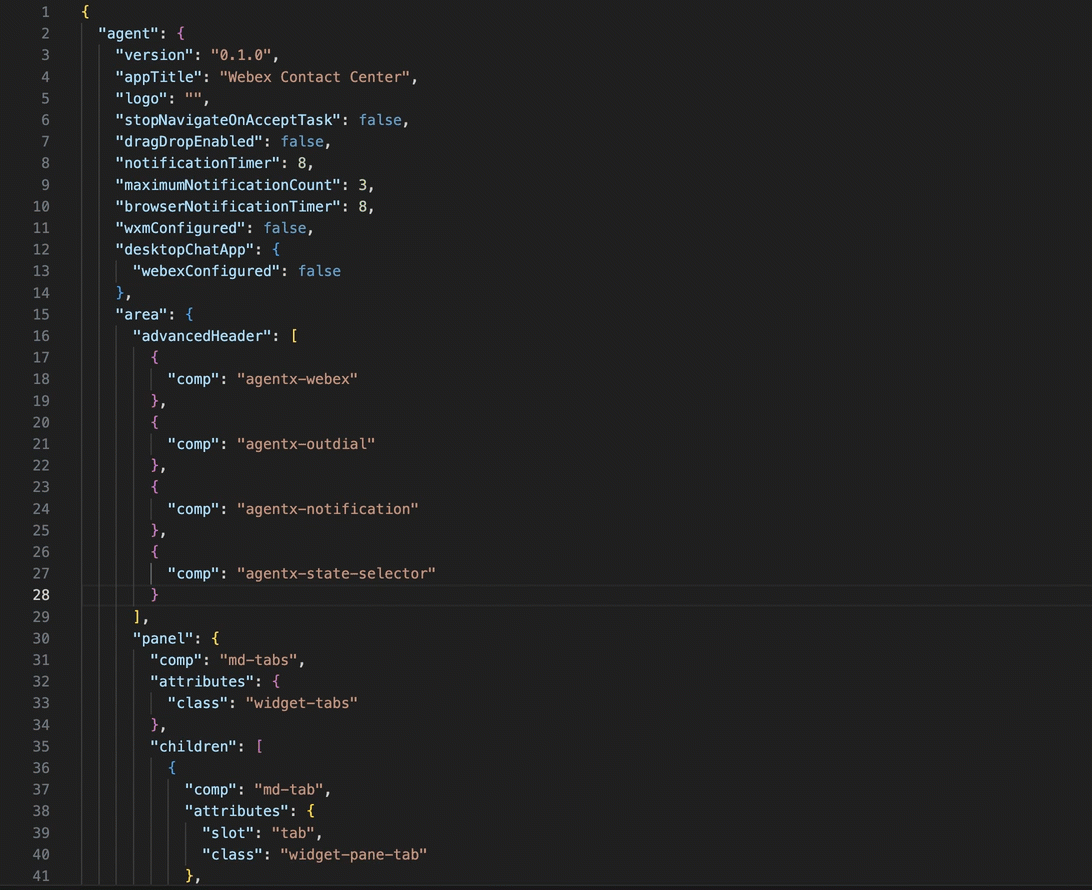 1 {
2   "agent": {
3     "version": "0.1.0",
4     "appTitle": "Webex Contact Center",
5     "logo": "",
6     "stopNavigateOnAcceptTask": false,
7     "dragDropEnabled": false,
8     "notificationTimer": 8,
9     "maximumNotificationCount": 3,
10     "browserNotificationTimer": 8,
11     "wxmConfigured": false,
12     "desktopChatApp": {
13       "webexConfigured": false
14     },
15     "area": {
16       "advancedHeader": [
17         {
18           "comp": "agentx-webex"
19         },
20         {
21           "comp": "agentx-outdial"
22         },
23         {
24           "comp": "agentx-notification"
25         },
26         {
27           "comp": "agentx-state-selector"
28         }
29       ],
30       "panel": {
31         "comp": "md-tabs",
32         "attributes": {
33           "class": "widget-tabs"
34         },
35         "children": [
36           {
37             "comp": "md-tab",
38             "attributes": {
39               "slot": "tab",
40               "class": "widget-pane-tab"
41             },